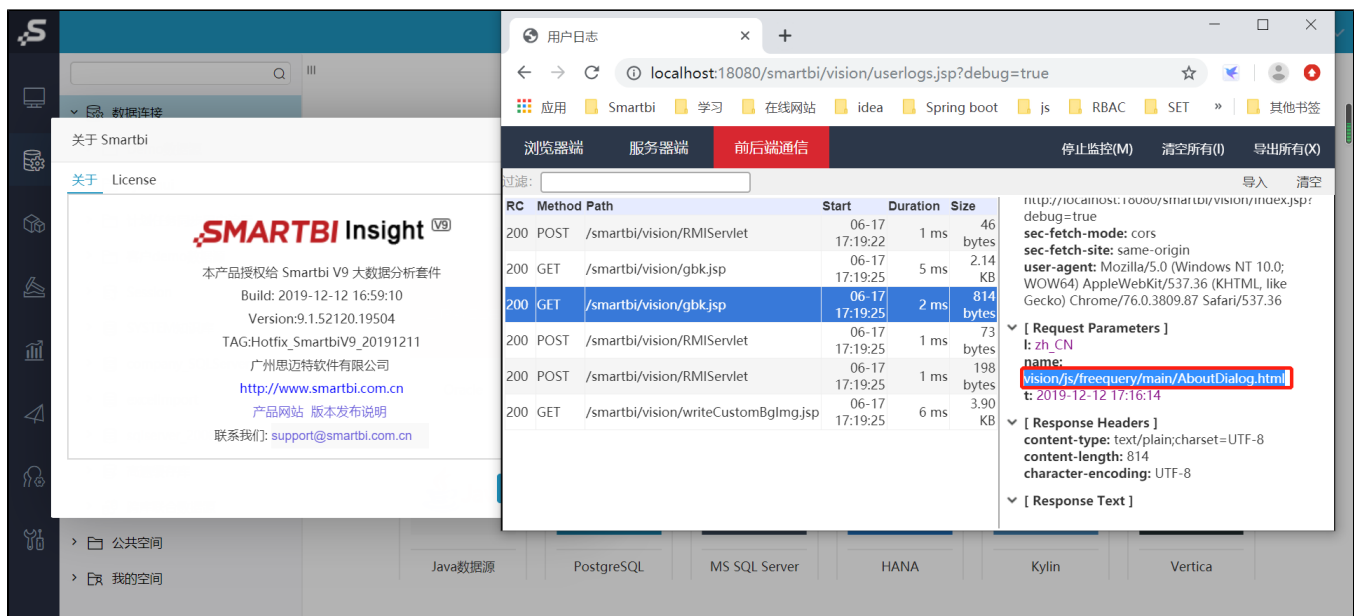 用户日志
localhost:18080/smartbi/vision/userlogs.jsp?debug=true
应用 Smartbi 学习 在线网站 idea Spring boot js RBAC SET » 其他书签
数据连接
关于 Smartbi
关于 License
SMARTBI Insight V9
本产品授权给 Smartbi V9 大数据分析套件
Build: 2019-12-12 16:59:10
Version:9.1.52120.19504
TAG:Hotfix_SmartbiV9_20191211
广州思迈特软件有限公司
http://www.smartbi.com.cn
产品网站 版本发布说明
联系我们: support@smartbi.com.cn
浏览器端 服务器端 前后端通信 停止监控(M) 清空所有(I) 导出所有(X)
过滤: 导入 清空
RC Method Path Start Duration Size
200 POST /smartbi/vision/RMIServlet 06-17 17:19:22 1 ms 46 bytes
200 GET /smartbi/vision/gbk.jsp 06-17 17:19:25 5 ms 2.14 KB
200 GET /smartbi/vision/gbk.jsp 06-17 17:19:25 2 ms 814 bytes
200 POST /smartbi/vision/RMIServlet 06-17 17:19:25 1 ms 73 bytes
200 POST /smartbi/vision/RMIServlet 06-17 17:19:25 1 ms 198 bytes
200 GET /smartbi/vision/writeCustomBgImg.jsp 06-17 17:19:25 6 ms 3.90 KB
http://localhost:18080/smartbi/vision/index.jsp?
debug=true
sec-fetch-mode: cors
sec-fetch-site: same-origin
user-agent: Mozilla/5.0 (Windows NT 10.0;
WOW64) AppleWebKit/537.36 (KHTML, like
Gecko) Chrome/76.0.3809.87 Safari/537.36
[ Request Parameters ]
l: zh_CN
name:
vision/js/freequery/main/AboutDialog.html
t: 2019-12-12 17:16:14
[ Response Headers ]
content-type: text/plain;charset=UTF-8
content-length: 814
character-encoding: UTF-8
[ Response Text ]
公共空间
我的空间
Java数据源 PostgreSQL MS SQL Server HANA Kylin Vertica